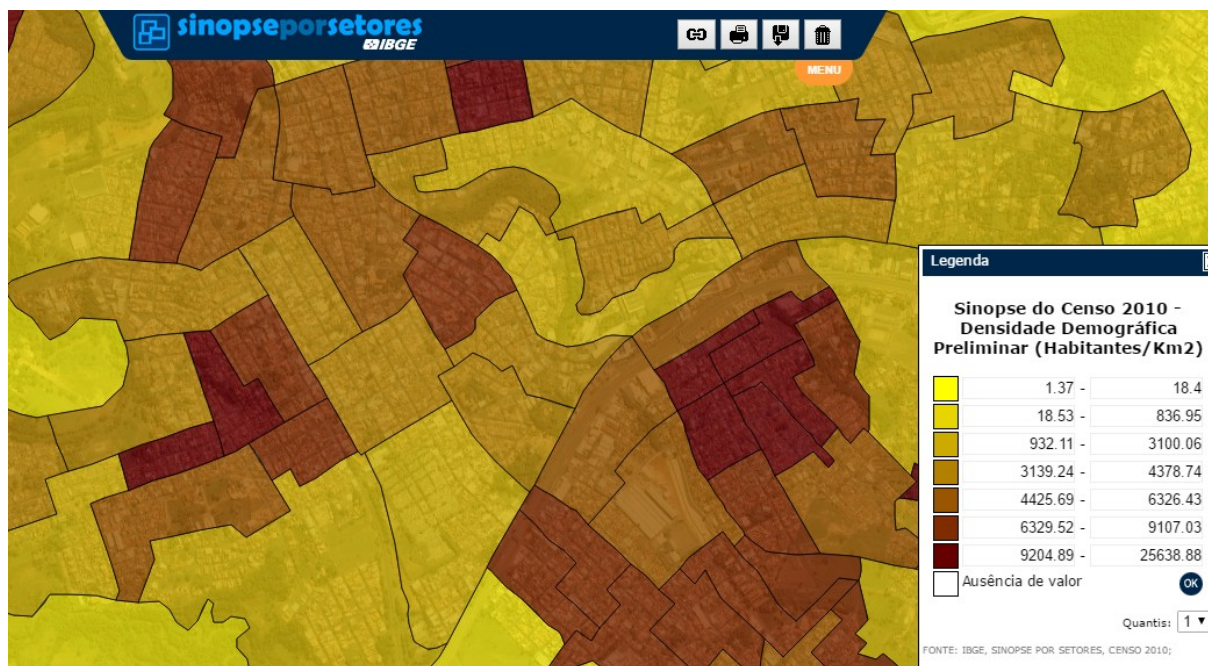 sinopseporsetores
IBGE
MENU
Legenda
Sinopse do Censo 2010 -
Densidade Demográfica
Preliminar (Habitantes/Km2)
1.37 - 18.4
18.53 - 836.95
932.11 - 3100.06
3139.24 - 4378.74
4425.69 - 6326.43
6329.52 - 9107.03
9204.89 - 25638.88
Ausência de valor OK
Quantis: 1
FONTE: IBGE, SINOPSE POR SETORES, CENSO 2010;